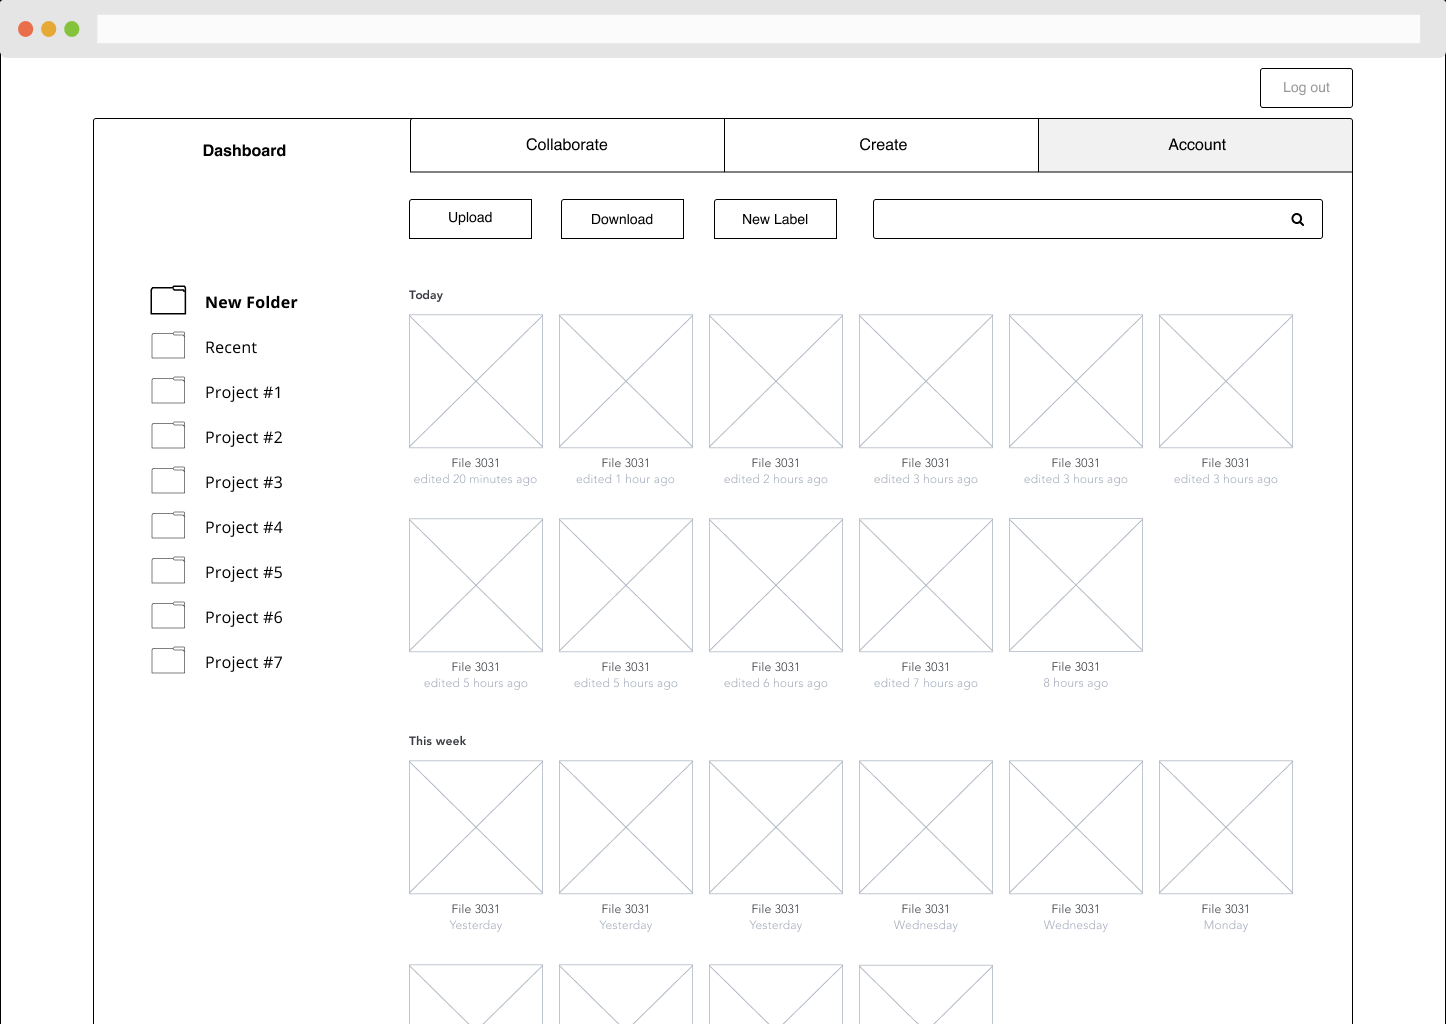 Log out
Dashboard
Collaborate
Create
Account
Upload
Download
New Label
New Folder
Recent
Project #1
Project #2
Project #3
Project #4
Project #5
Project #6
Project #7
Today
File 3031 File 3031 File 3031 File 3031 File 3031 File 3031
edited 20 minutes ago edited 1 hour ago edited 2 hours ago edited 3 hours ago edited 3 hours ago edited 3 hours ago
File 3031 File 3031 File 3031 File 3031 File 3031
edited 5 hours ago edited 5 hours ago edited 6 hours ago edited 7 hours ago 8 hours ago
This week
File 3031 File 3031 File 3031 File 3031 File 3031 File 3031
Yesterday Yesterday Yesterday Wednesday Wednesday Monday